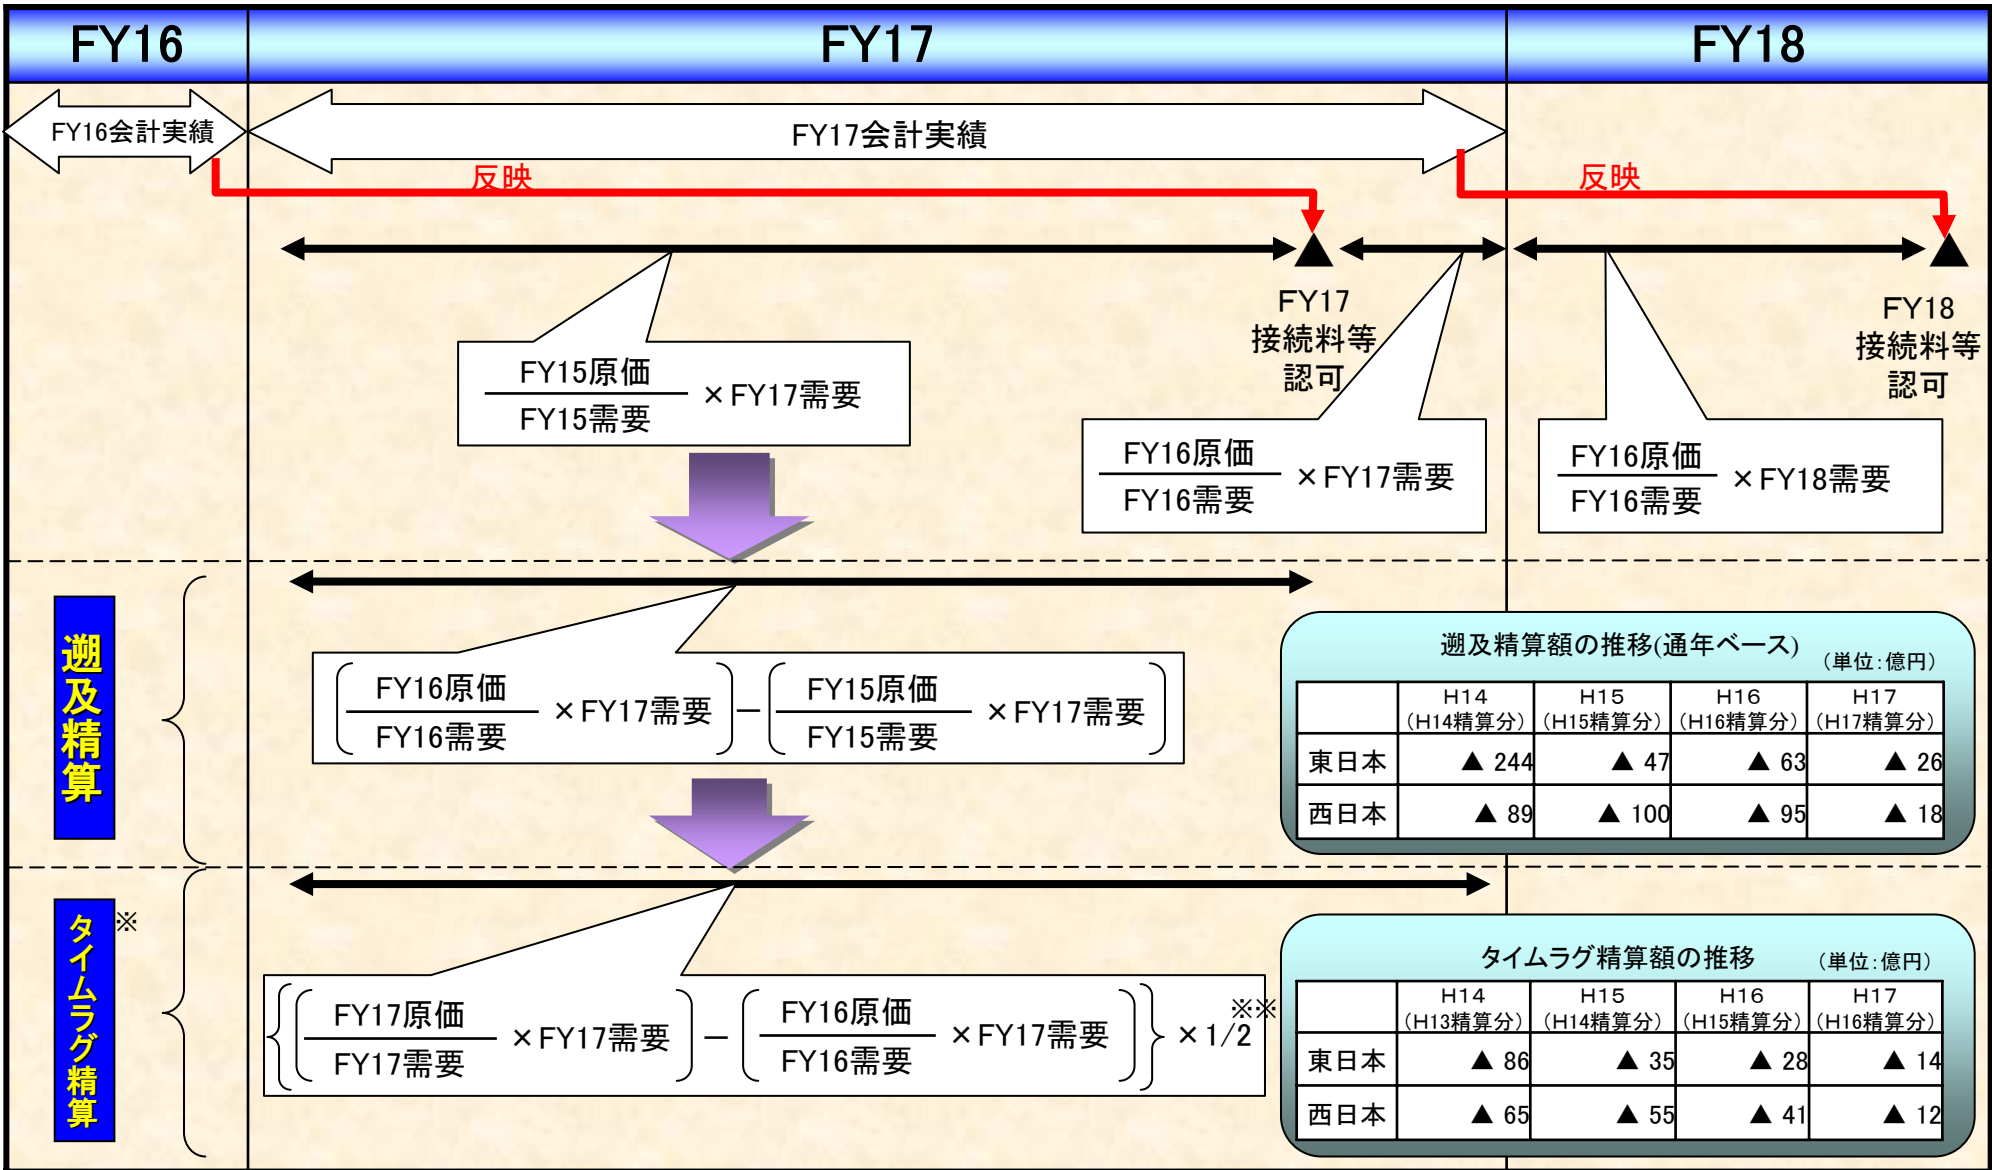 FY16
FY17
FY18
FY16会計実績
FY17会計実績
反映
反映
FY17
接続料等
認可
FY18
接続料等
認可
FY15原価
FY15需要
×FY17需要
FY16原価
FY16需要
×FY17需要
FY16原価
FY16需要
×FY18需要
遡及精算
FY16原価
FY16需要
×FY17需要
－
FY15原価
FY15需要
×FY17需要
遡及精算額の推移(通年ベース)
（単位：億円）
H14 H15 H16 H17
（H14精算分） （H15精算分） （H16精算分） （H17精算分）
東日本 ▲ 244 ▲ 47 ▲ 63 ▲ 26
西日本 ▲ 89 ▲ 100 ▲ 95 ▲ 18
タイムラグ精算
※
FY17原価
FY17需要
×FY17需要
－
FY16原価
FY16需要
×FY17需要
×1/2
※※
タイムラグ精算額の推移
（単位：億円）
H14 H15 H16 H17
（H13精算分） （H14精算分） （H15精算分） （H16精算分）
東日本 ▲ 86 ▲ 35 ▲ 28 ▲ 14
西日本 ▲ 65 ▲ 55 ▲ 41 ▲ 12